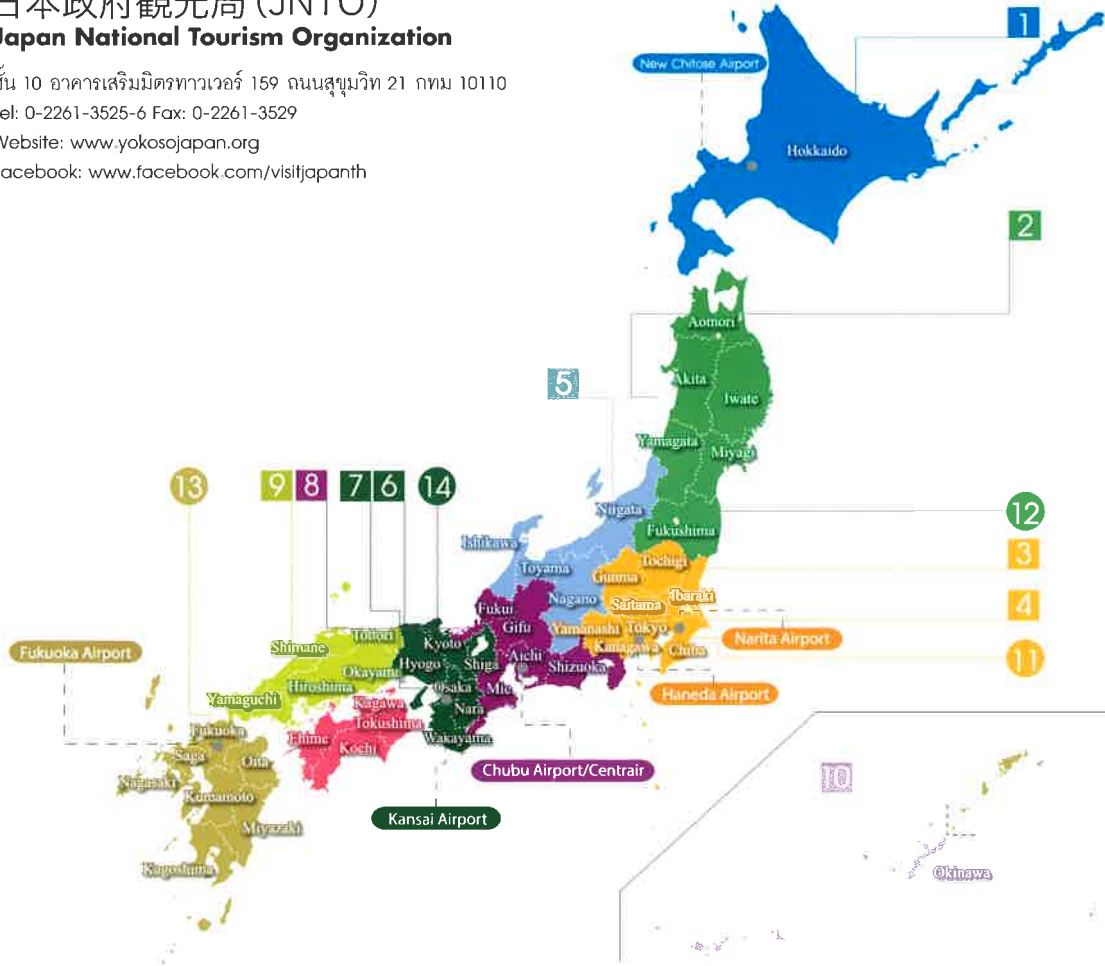 日本政府観光局 (JNTO)
Japan National Tourism Organization
ชั้น 10 อาคารเสริมมิตรทาวเวอร์ 159 ถนนสุขุมวิท 21 กทม 10110
Tel: 0-2261-3525-6 Fax: 0-2261-3529
Website: www.yokosojapan.org
Facebook: www.facebook.com/visitjapanth
1
New Chitose Airport
Hokkaido
2
Aomori
Akita
Iwate
5
Yamagata
Miyagi
13
9
8
7
6
14
Niigata
12
Fukushima
Ishikawa
3
Tochigi
Toyama
Gunma
Ibaraki
Nagano
Saitama
4
Fukui
Gifu
Yamanashi
Tokyo
Narita Airport
Tottori
Kyoto
Kanagawa
Chiba
11
Shimane
Fukuoka Airport
Hyogo
Shiga
Aichi
Shizuoka
Okayama
Hiroshima
Osaka
Mie
Haneda Airport
Yamaguchi
Kagawa
Nara
Tokushima
Fukuoka
Ehime
Kochi
Wakayama
Saga
Oita
Chubu Airport/Centrair
Nagasaki
Kumamoto
10
Kansai Airport
Miyazaki
Kagoshima
Okinawa